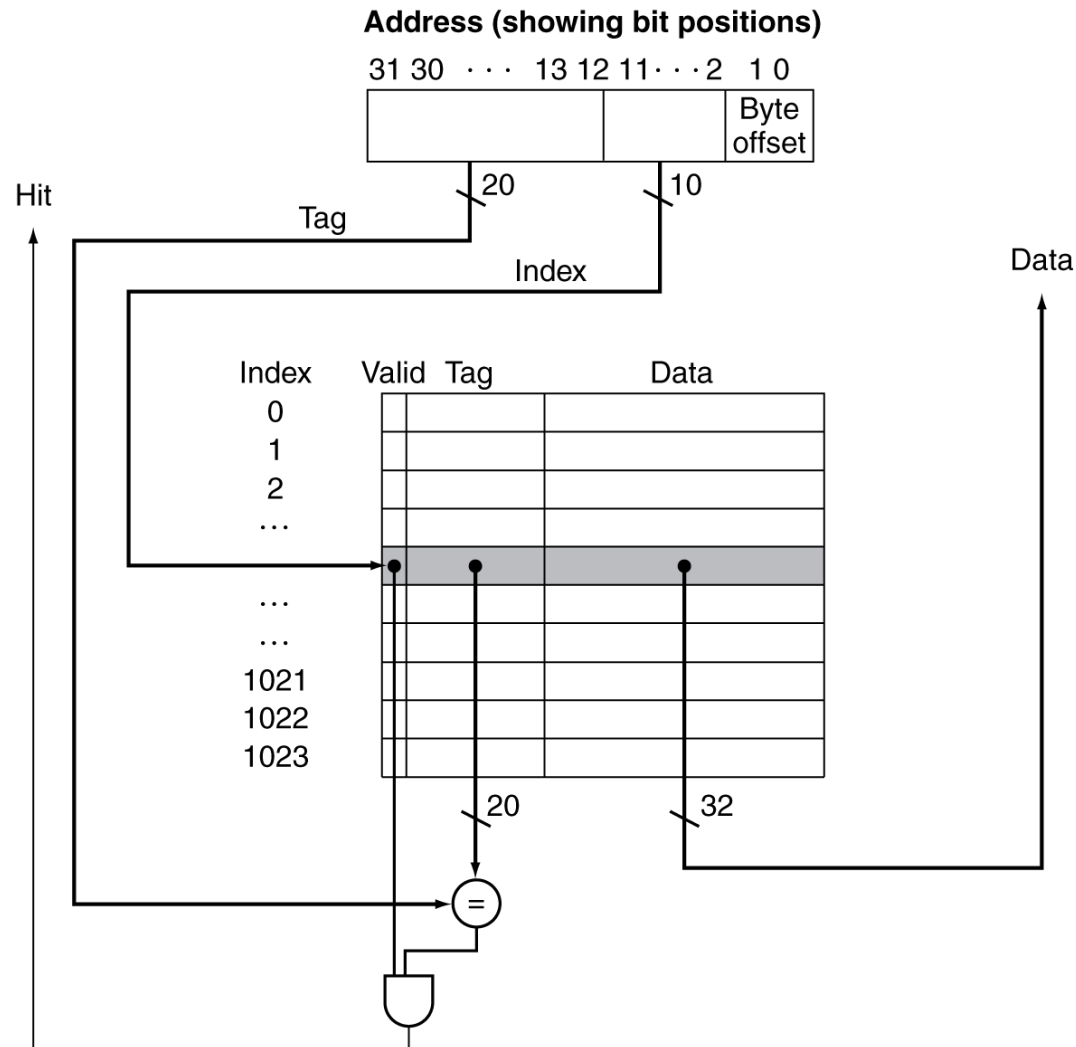 Address (showing bit positions)
31 30 · · · 13 12 11 · · · 2 1 0
Byte
offset
20 10
Hit
Tag
Index
Data
Index Valid Tag Data
0
1
2
···
···
···
1021
1022
1023
20 32
=